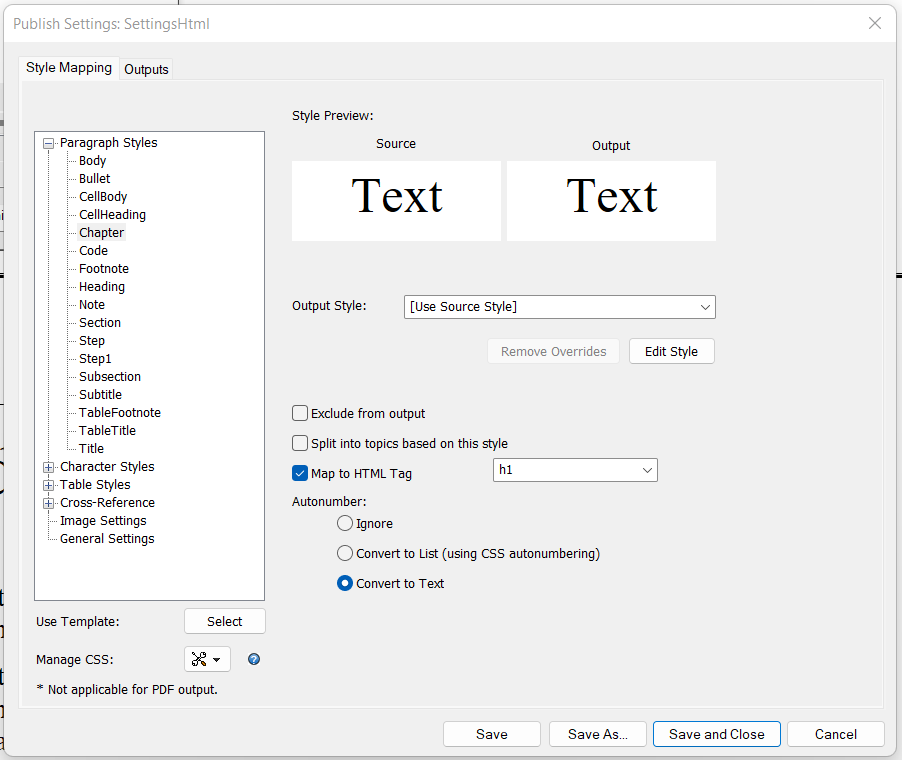 Publish Settings: SettingsHtml
Style Mapping
Outputs
Style Preview:
Source
Output
Text
Text
Paragraph Styles
Body
Bullet
CellBody
CellHeading
Chapter
Code
Footnote
Heading
Note
Section
Step
Step1
Subsection
Subtitle
TableFootnote
TableTitle
Title
Character Styles
Table Styles
Cross-Reference
Image Settings
General Settings
Output Style:
[Use Source Style]
Remove Overrides
Edit Style
Exclude from output
Split into topics based on this style
Map to HTML Tag
h1
Autonumber:
Ignore
Convert to List (using CSS autonumbering)
Convert to Text
Use Template:
Select
Manage CSS:
* Not applicable for PDF output.
Save
Save As...
Save and Close
Cancel